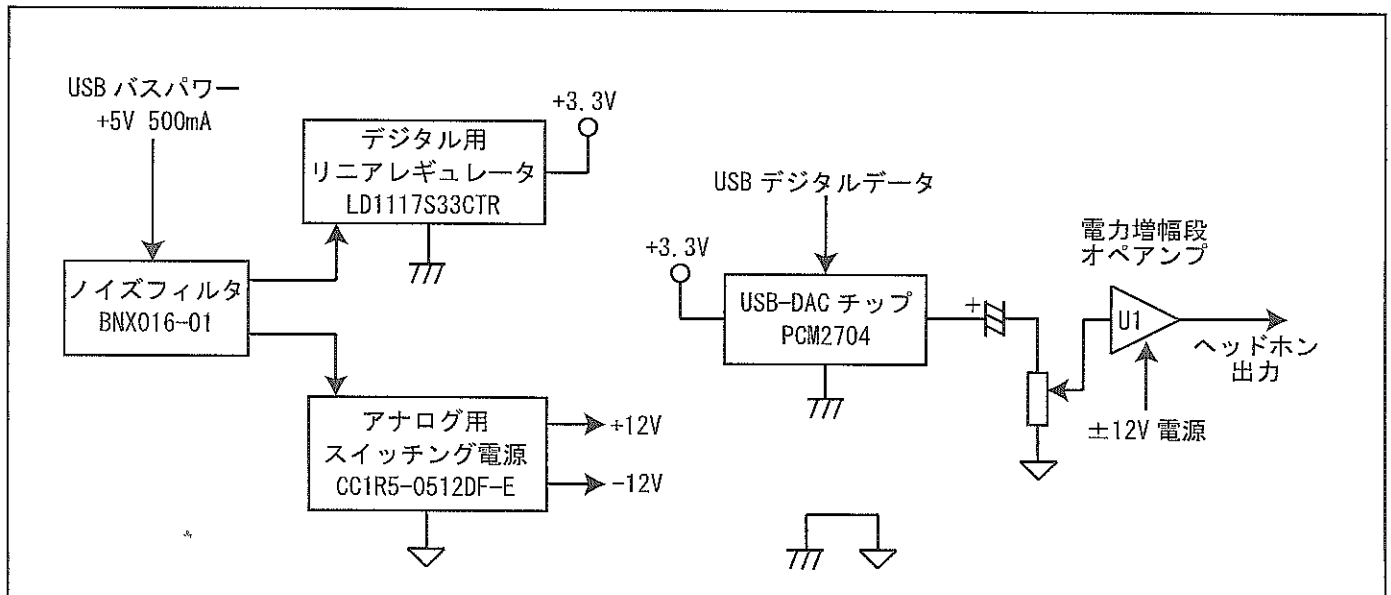 USB バスパワー
+5V 500mA
デジタル用
リニアレギュレータ
LD1117S33CTR
+3.3V
ノイズフィルタ
BNX016-01
アナログ用
スイッチング電源
CC1R5-0512DF-E
+12V
-12V
USB デジタルデータ
+3.3V
USB-DAC チップ
PCM2704
+
電力増幅段
オペアンプ
U1
ヘッドホン
出力
±12V 電源